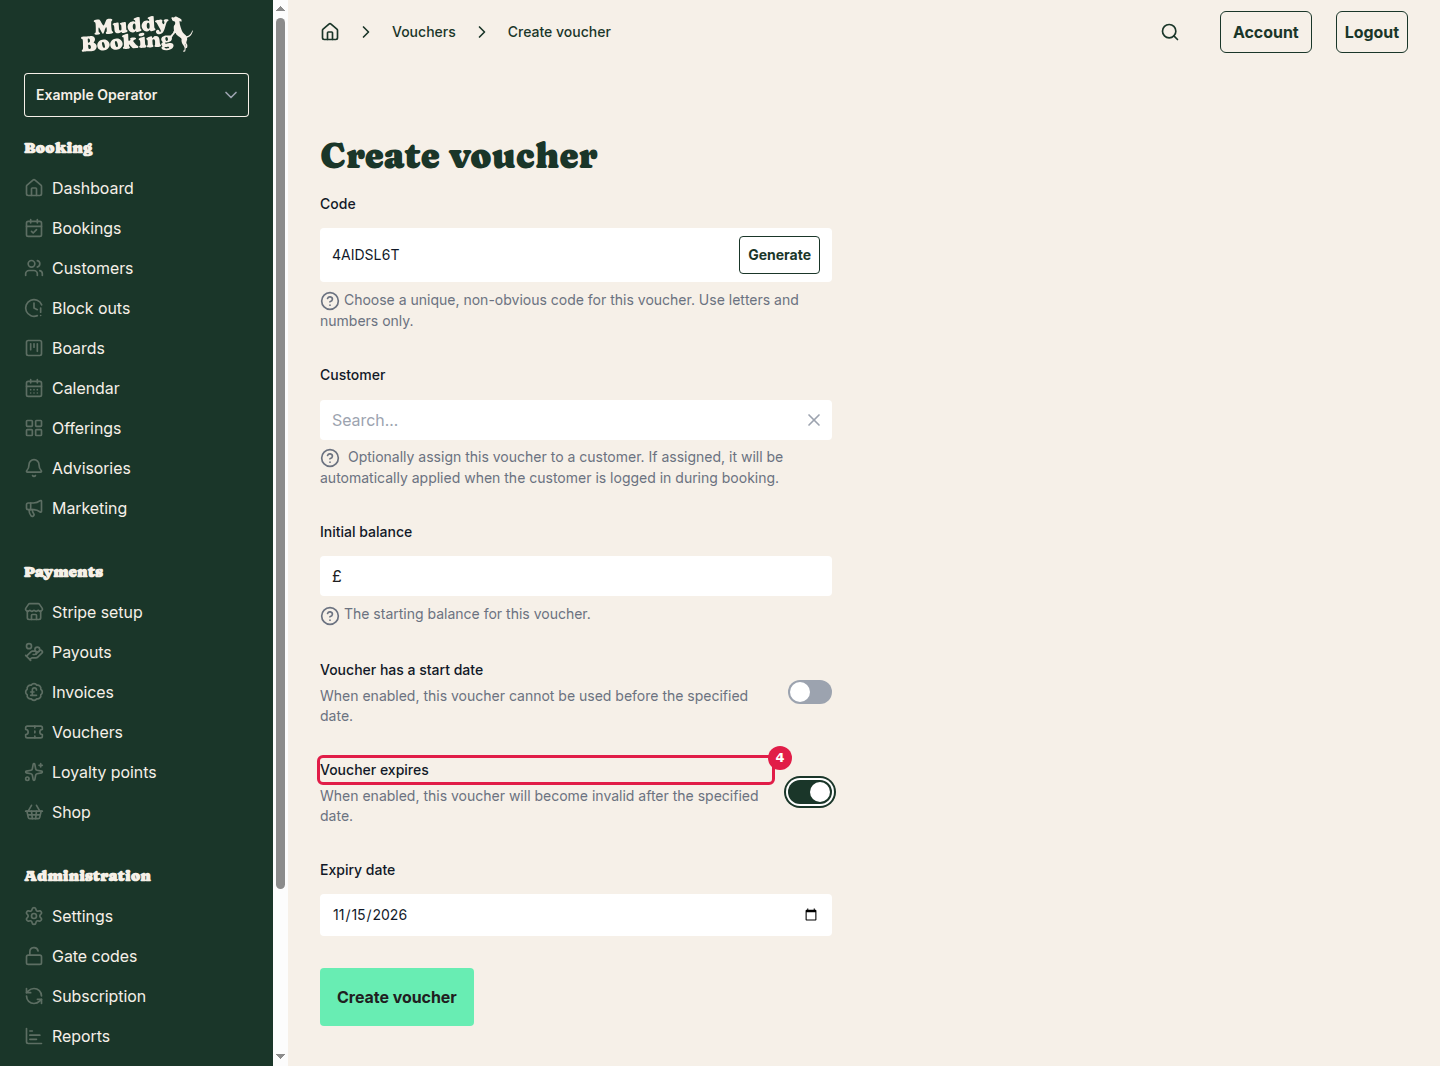 Muddy
Booking
Example Operator
Booking
Dashboard
Bookings
Customers
Block outs
Boards
Calendar
Offerings
Advisories
Marketing
Payments
Stripe setup
Payouts
Invoices
Vouchers
Loyalty points
Shop
Administration
Settings
Gate codes
Subscription
Reports
Vouchers
Create voucher
Account
Logout
Create voucher
Code
4AIDSL6T
Generate
Choose a unique, non-obvious code for this voucher. Use letters and
numbers only.
Customer
Search...
Optionally assign this voucher to a customer. If assigned, it will be
automatically applied when the customer is logged in during booking.
Initial balance
£
The starting balance for this voucher.
Voucher has a start date
When enabled, this voucher cannot be used before the specified
date.
4
Voucher expires
When enabled, this voucher will become invalid after the specified
date.
Expiry date
11/15/2026
Create voucher